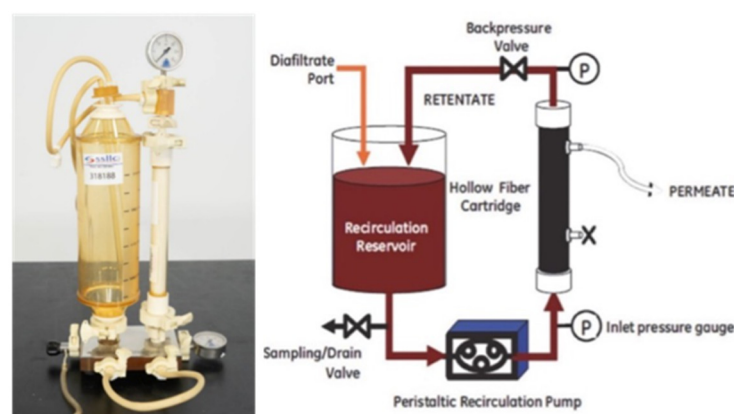 Backpressure
Valve
Diafiltrate
Port
P
RETENTATE
Hollow Fiber
Cartridge
PERMEATE
Recirculation
Reservoir
P
Inlet pressure gauge
Sampling/Drain
Valve
Peristaltic Recirculation Pump
318188